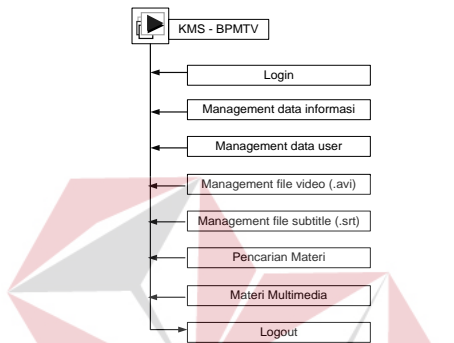 KMS - BPMTV
Login
Management data informasi
Management data user
Management file video (.avi)
Management file subtitle (.srt)
Pencarian Materi
Materi Multimedia
Logout